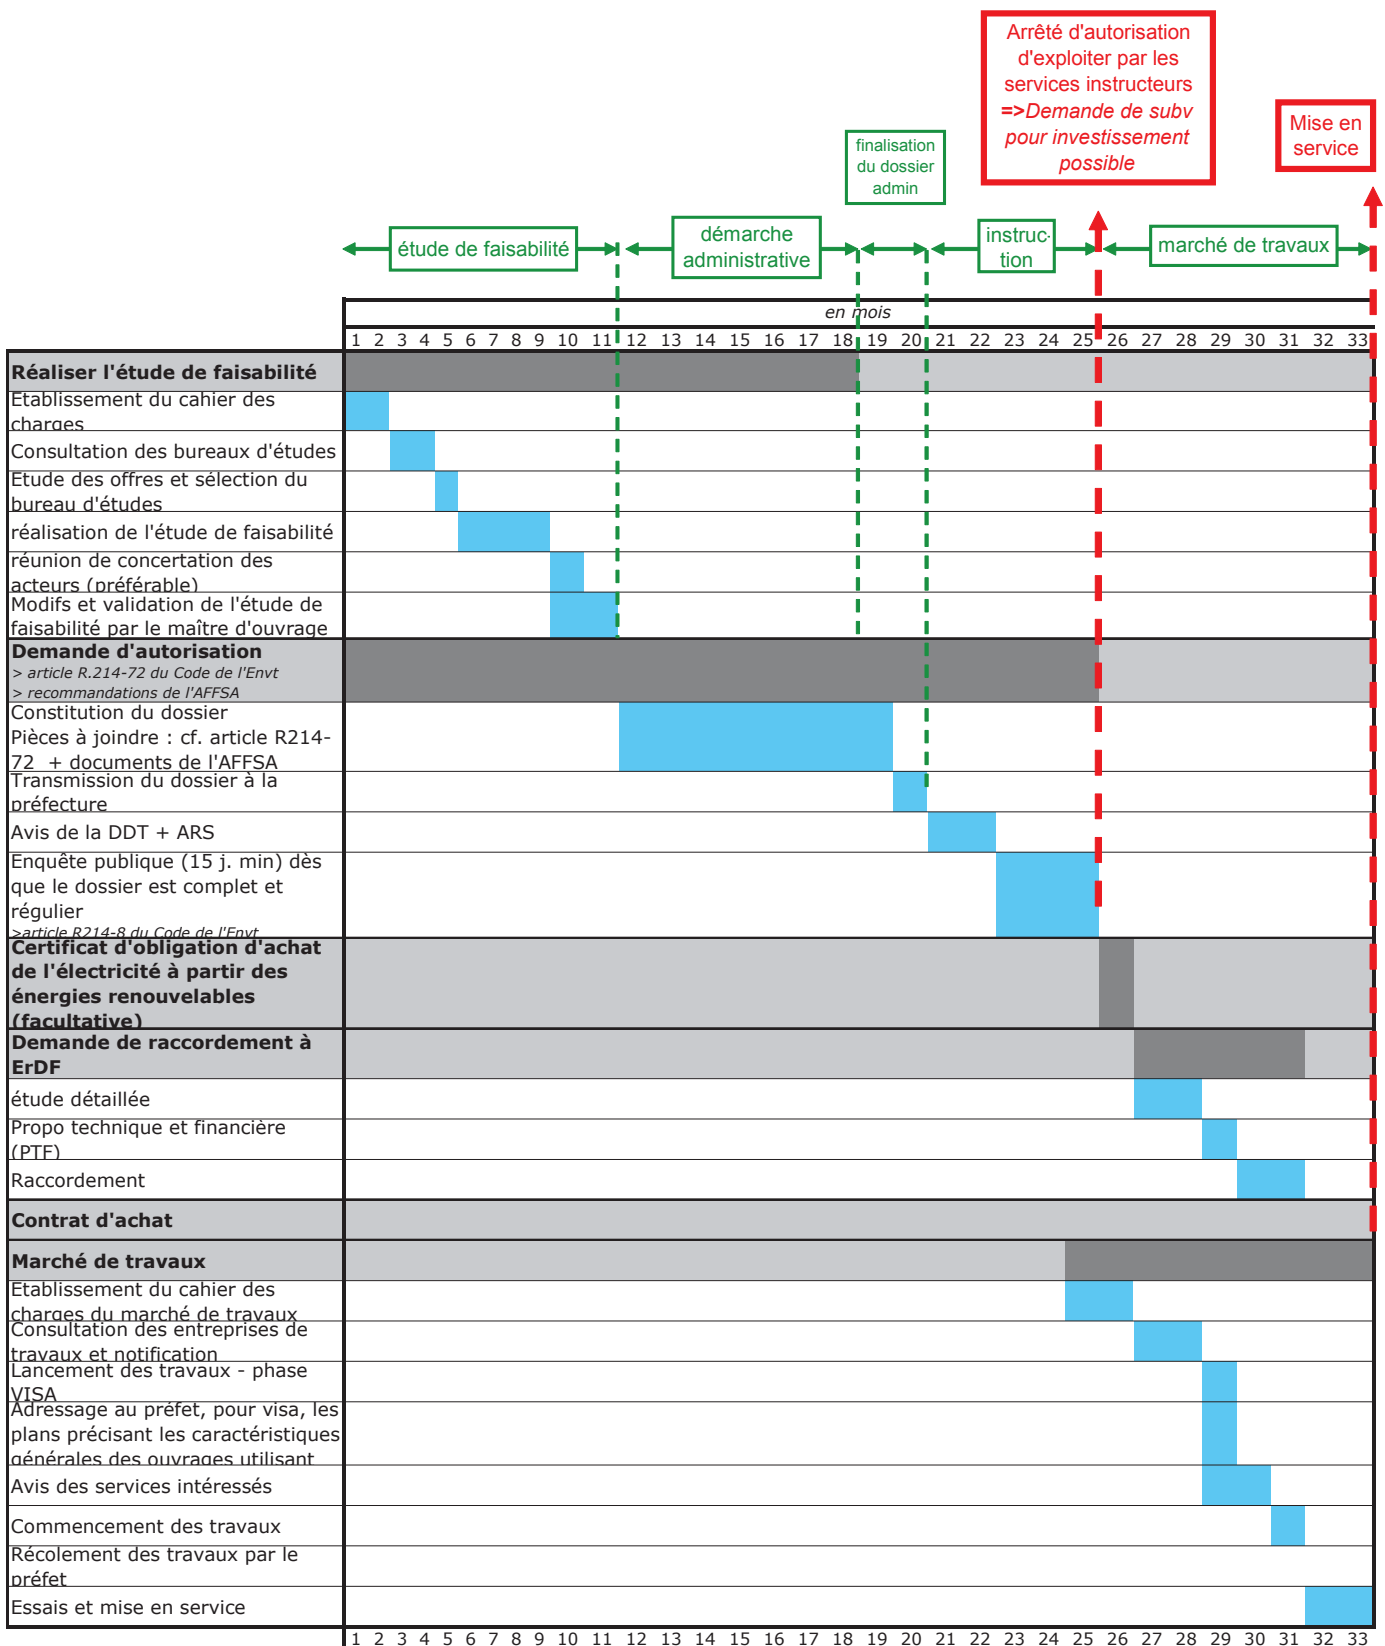 Arrêté d'autorisation
d'exploiter par les
services instructeurs
=>Demande de subv
pour investissement
possible
Mise en
service
finalisation
du dossier
admin
étude de faisabilité
démarche
administrative
instruc-
tion
marché de travaux
en mois
1 2 3 4 5 6 7 8 9 10 11 12 13 14 15 16 17 18 19 20 21 22 23 24 25 26 27 28 29 30 31 32 33
Réaliser l'étude de faisabilité
Etablissement du cahier des
charges
Consultation des bureaux d'études
Etude des offres et sélection du
bureau d'études
réalisation de l'étude de faisabilité
réunion de concertation des
acteurs (préférable)
Modifs et validation de l'étude de
faisabilité par le maître d'ouvrage
Demande d'autorisation
> article R.214-72 du Code de l'Envt
> recommandations de l'AFFSA
Constitution du dossier
Pièces à joindre : cf. article R214-
72 + documents de l'AFFSA
Transmission du dossier à la
préfecture
Avis de la DDT + ARS
Enquête publique (15 j. min) dès
que le dossier est complet et
régulier
>article R214-8 du Code de l'Envt
Certificat d'obligation d'achat
de l'électricité à partir des
énergies renouvelables
(facultative)
Demande de raccordement à
ErDF
étude détaillée
Propo technique et financière
(PTF)
Raccordement
Contrat d'achat
Marché de travaux
Etablissement du cahier des
charges du marché de travaux
Consultation des entreprises de
travaux et notification
Lancement des travaux - phase
VISA
Adressage au préfet, pour visa, les
plans précisant les caractéristiques
générales des ouvrages utilisant
Avis des services intéressés
Commencement des travaux
Récolement des travaux par le
préfet
Essais et mise en service
1 2 3 4 5 6 7 8 9 10 11 12 13 14 15 16 17 18 19 20 21 22 23 24 25 26 27 28 29 30 31 32 33